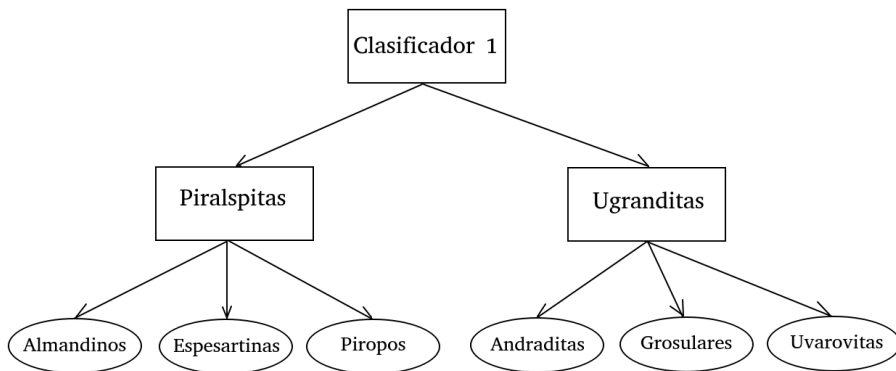 Clasificador 1
Piralspitas
Ugranditas
Almandinos
Espesartinas
Piropos
Andraditas
Grosulares
Uvarovitas